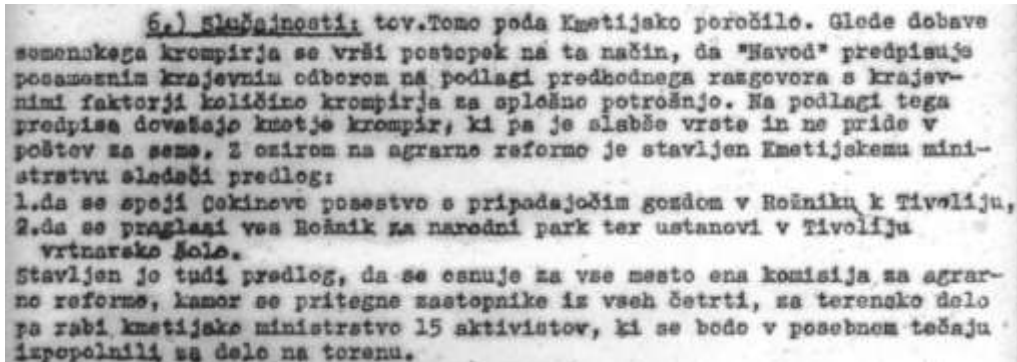 6.) Slučajnosti: tov.Tomo poda Kmetijsko poročilo. Glede dobave
semenskega krompirja se vrši postopek na ta način, da "Navod" predpisuje
posameznim krajevnim odborom na podlagi predhodnega razgovora s krajev-
nimi faktorji količino krompirja za splošno potrošnjo. Na podlagi tega
predpisa dovažajo kmetje krompir, ki pa je slabše vrste in ne pride v
poštev za seme. Z ozirom na agrarno reformo je stavljen Kmetijskemu mini-
strstvu sledeči predlog:
1.da se spoji Cekinovo posestvo s pripadajočim gozdom v Rožniku k Tivoliju,
2.da se proglasi ves Rožnik za narodni park ter ustanovi v Tivoliju
vrtnarsko šolo.
Stavljen je tudi predlog, da se osnuje za vse mesto ena komisija za agrar-
no reformo, kamor se pritegne zastopnike iz vseh četrti, za terensko delo
pa rabi kmetijsko ministrstvo 15 aktivistov, ki se bodo v posebnem tečaju
izpopolnili za delo na terenu.